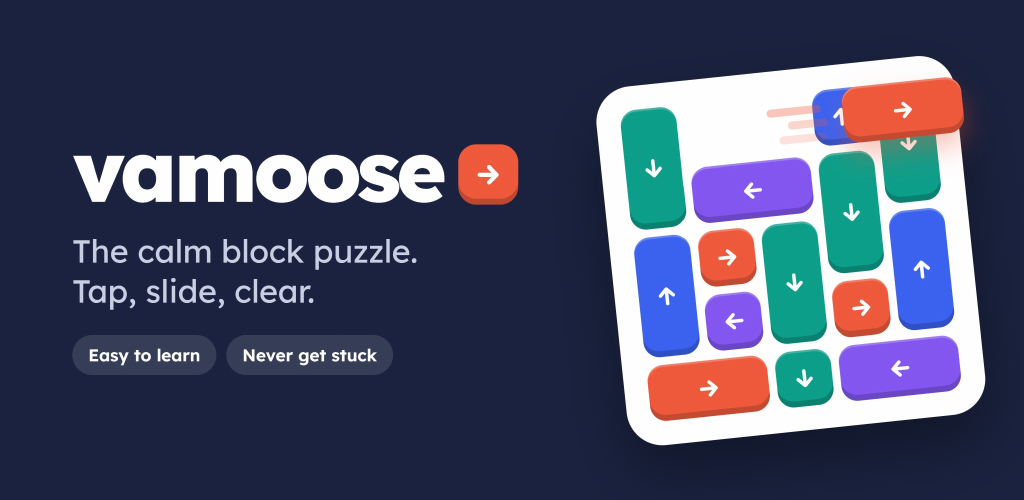 vamoose
The calm block puzzle.
Tap, slide, clear.
Easy to learn
Never get stuck